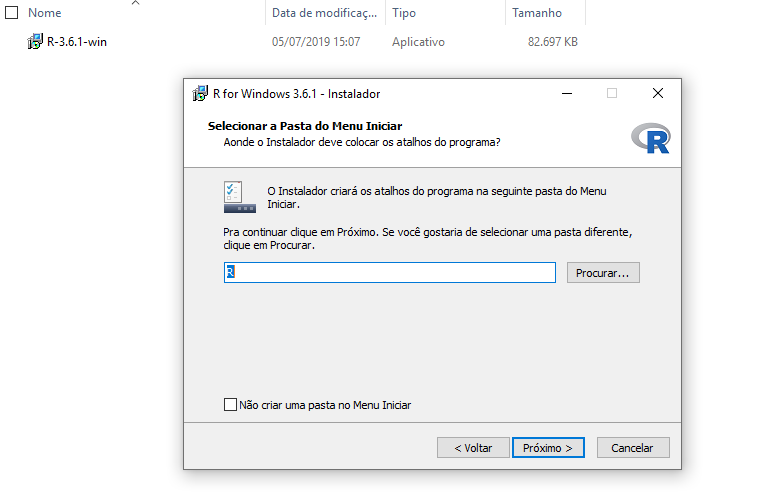 Nome Data de modificaç... Tipo Tamanho
R-3.6.1-win 05/07/2019 15:07 Aplicativo 82.697 KB
R for Windows 3.6.1 - Instalador
Selecionar a Pasta do Menu Iniciar
Aonde o Instalador deve colocar os atalhos do programa?
R
O Instalador criará os atalhos do programa na seguinte pasta do Menu
Iniciar.
Pra continuar clique em Próximo. Se você gostaria de selecionar uma pasta diferente,
clique em Procurar.
R Procurar...
Não criar uma pasta no Menu Iniciar
< Voltar Próximo > Cancelar